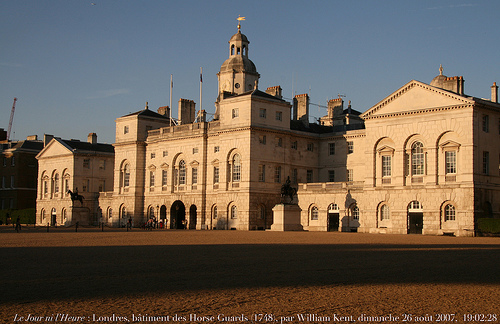 Le Jour ni l'Heure : Londres, bâtiment des Horse Guards (1748), par William Kent, dimanche 26 août 2007, 19:02:28